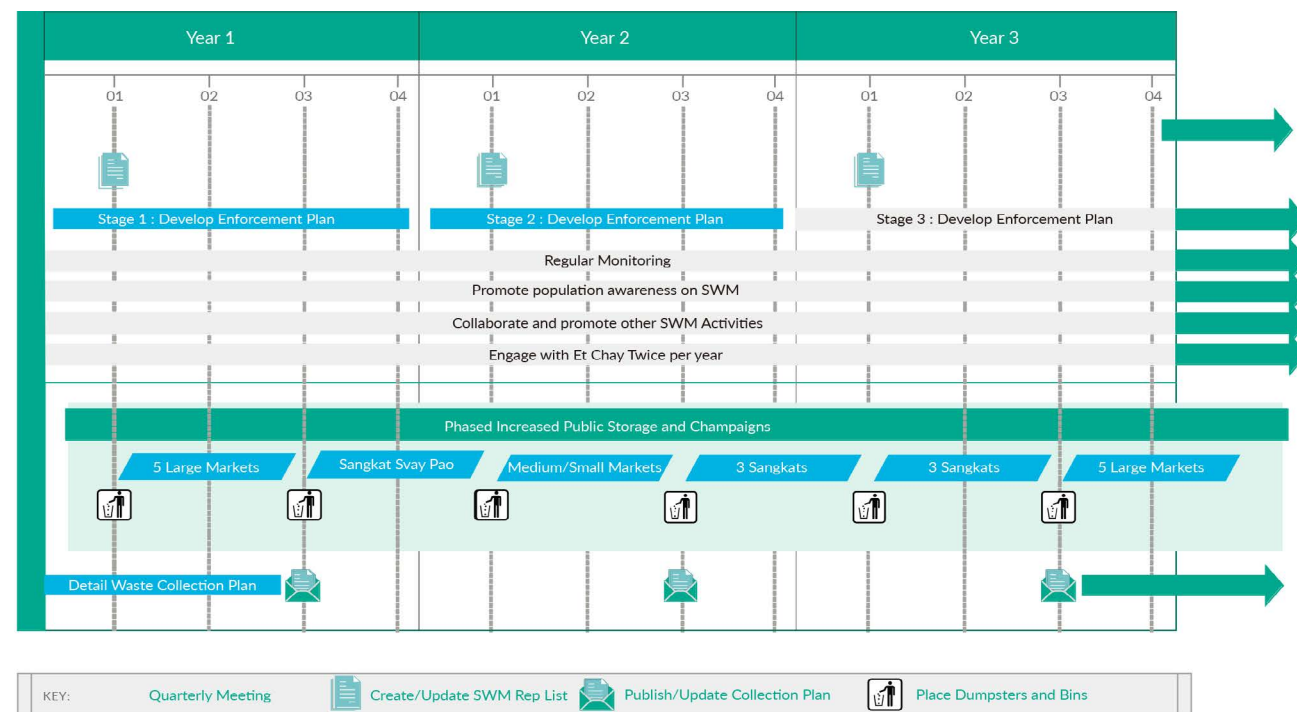 Year 1 Year 2 Year 3
01 02 03 04 01 02 03 04 01 02 03 04
Stage 1 : Develop Enforcement Plan Stage 2 : Develop Enforcement Plan Stage 3 : Develop Enforcement Plan
Regular Monitoring
Promote population awareness on SWM
Collaborate and promote other SWM Activities
Engage with Et Chay Twice per year
Phased Increased Public Storage and Champaigns
5 Large Markets Sangkat Svay Pao Medium/Small Markets 3 Sangkats 3 Sangkats 5 Large Markets
Detail Waste Collection Plan
KEY: Quarterly Meeting Create/Update SWM Rep List Publish/Update Collection Plan Place Dumpsters and Bins